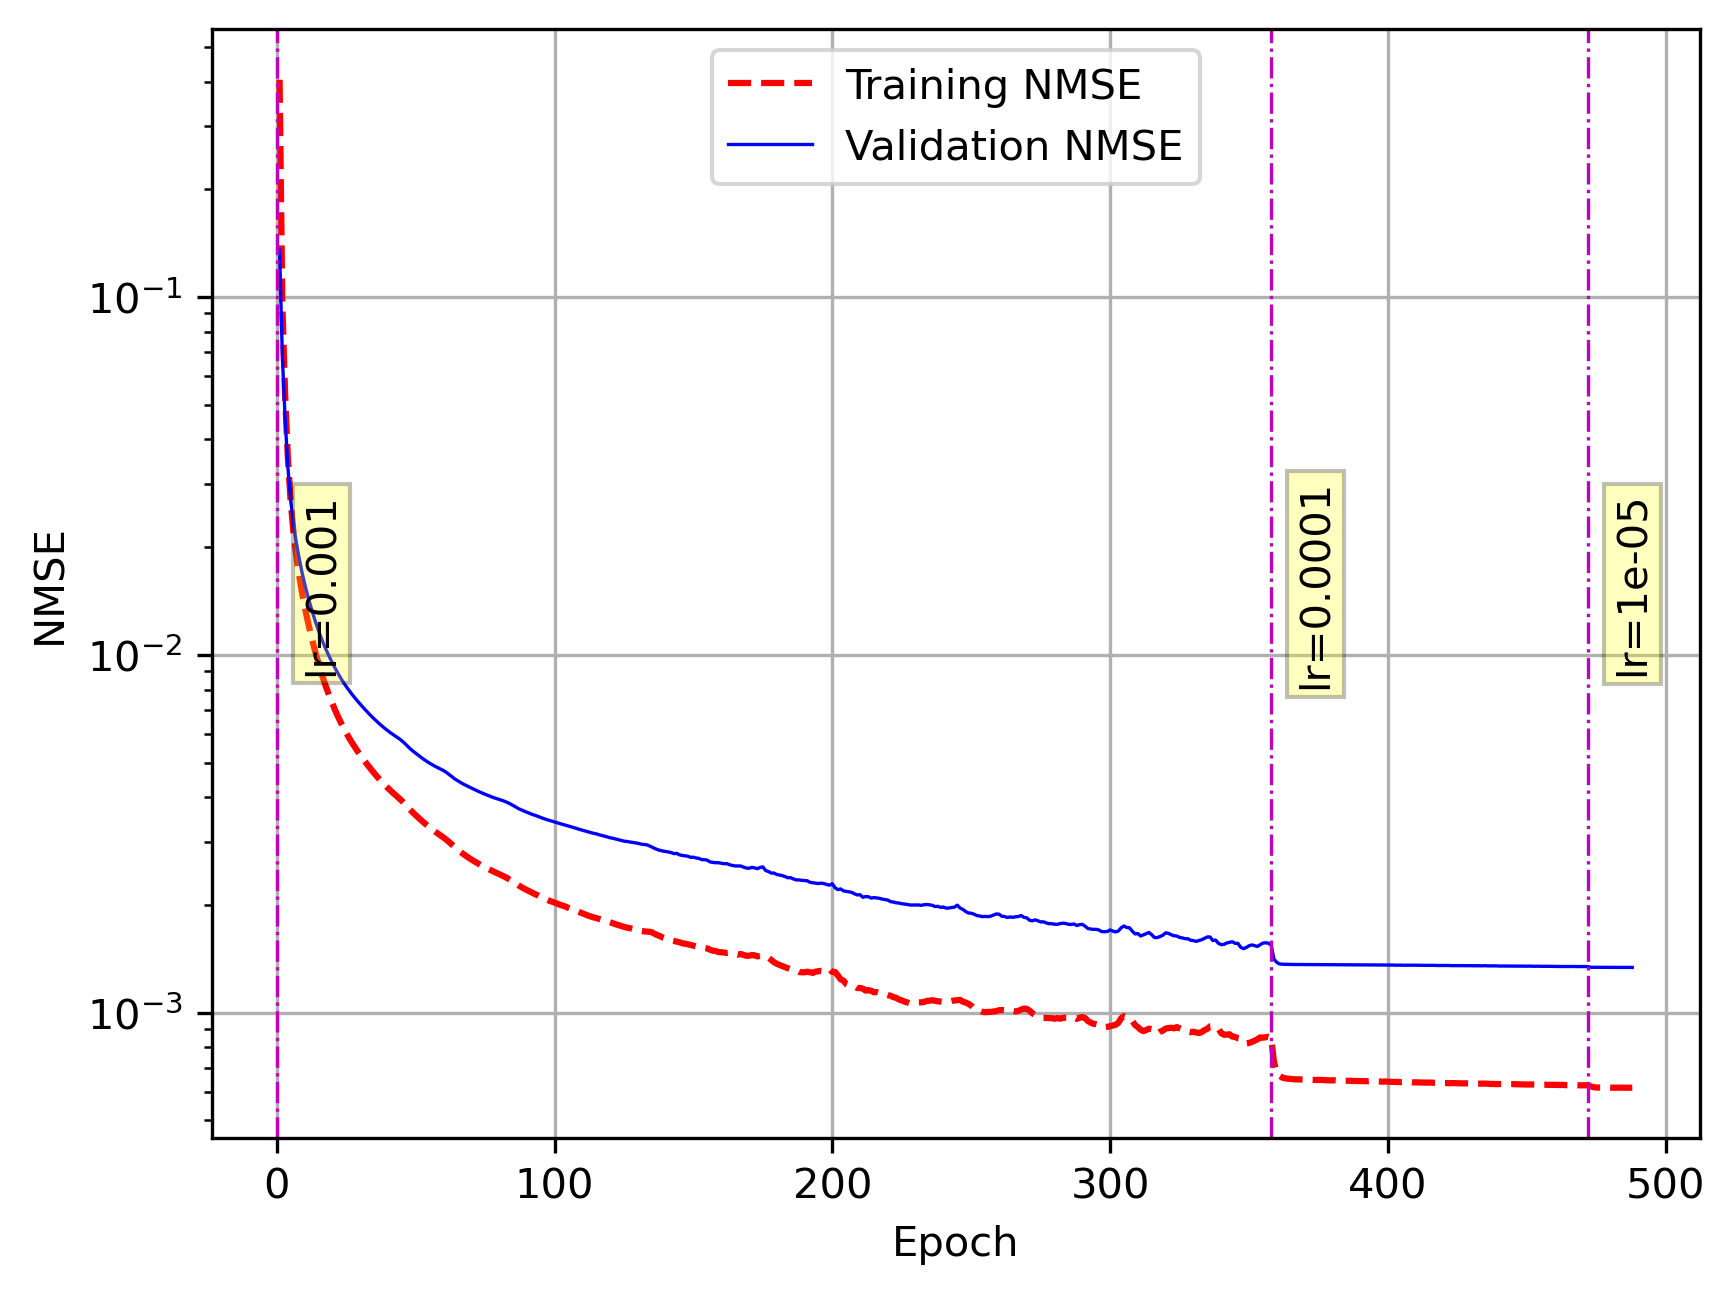 Training NMSE
Validation NMSE
NMSE
10⁻¹
10⁻²
10⁻³
lr=0.001
lr=0.0001
lr=1e-05
0 100 200 300 400 500
Epoch